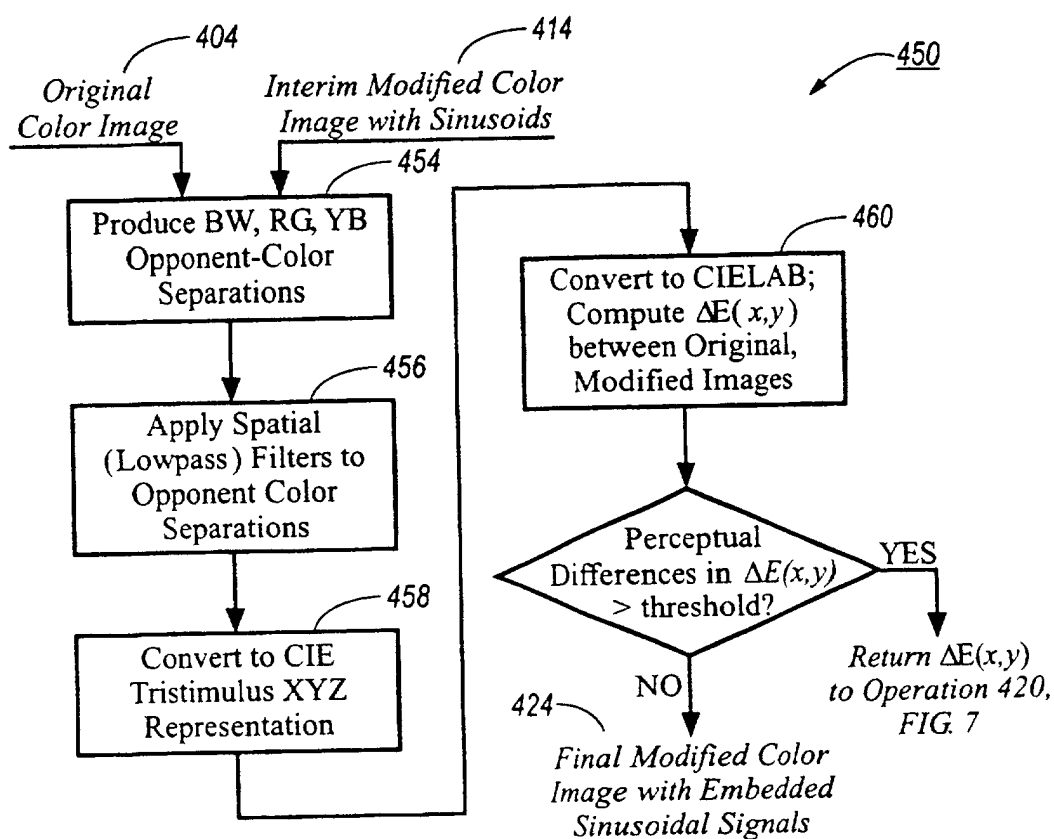 404
Original
Color Image
414
Interim Modified Color
Image with Sinusoids
450
454
Produce BW, RG, YB
Opponent-Color
Separations
456
Apply Spatial
(Lowpass) Filters to
Opponent Color
Separations
458
Convert to CIE
Tristimulus XYZ
Representation
460
Convert to CIELAB;
Compute ΔE( x,y)
between Original,
Modified Images
Perceptual
Differences in ΔE(x,y)
> threshold?
YES
Return ΔE(x,y)
to Operation 420,
FIG. 7
NO
424
Final Modified Color
Image with Embedded
Sinusoidal Signals